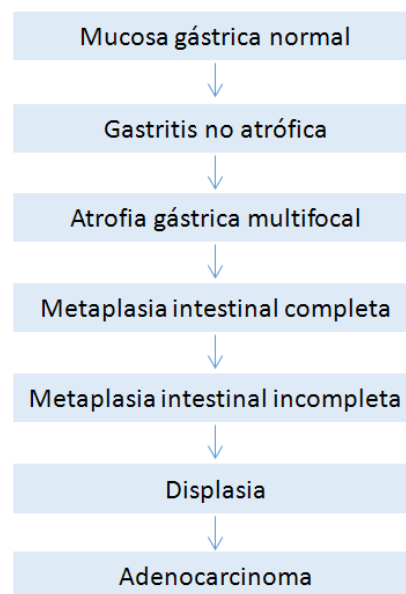 Mucosa gástrica normal
Gastritis no atrófica
Atrofia gástrica multifocal
Metaplasia intestinal completa
Metaplasia intestinal incompleta
Displasia
Adenocarcinoma